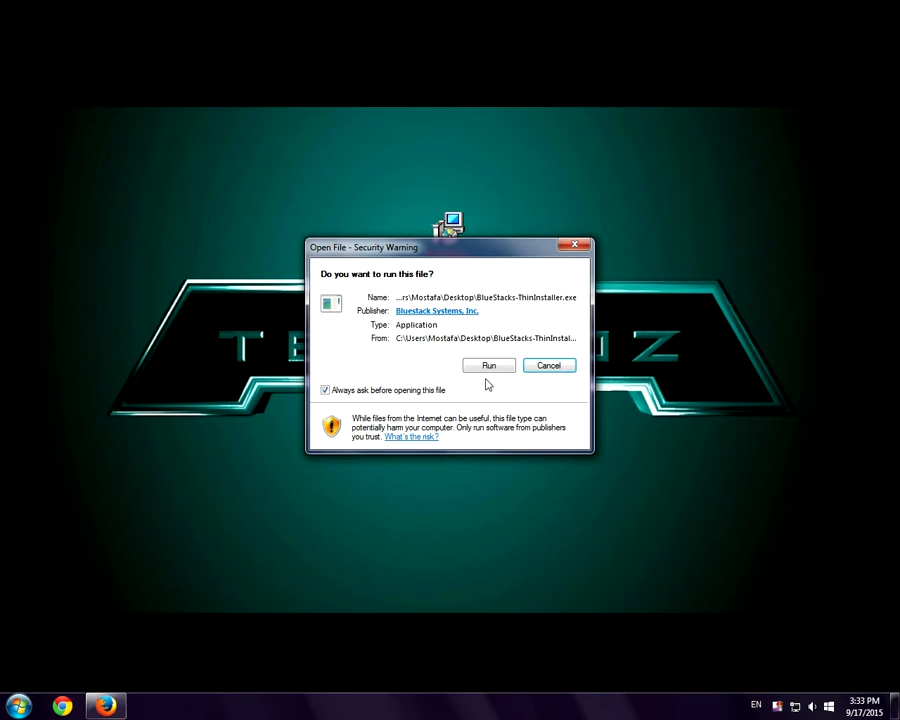 Open File - Security Warning
Do you want to run this file?
Name: ...rs\Mostafa\Desktop\BlueStacks-ThinInstaller.exe
Publisher: Bluestack Systems, Inc.
Type: Application
From: C:\Users\Mostafa\Desktop\BlueStacks-ThinInstal...
Run
Cancel
Always ask before opening this file
While files from the Internet can be useful, this file type can
potentially harm your computer. Only run software from publishers
you trust. What's the risk?
EN
3:33 PM
9/17/2015